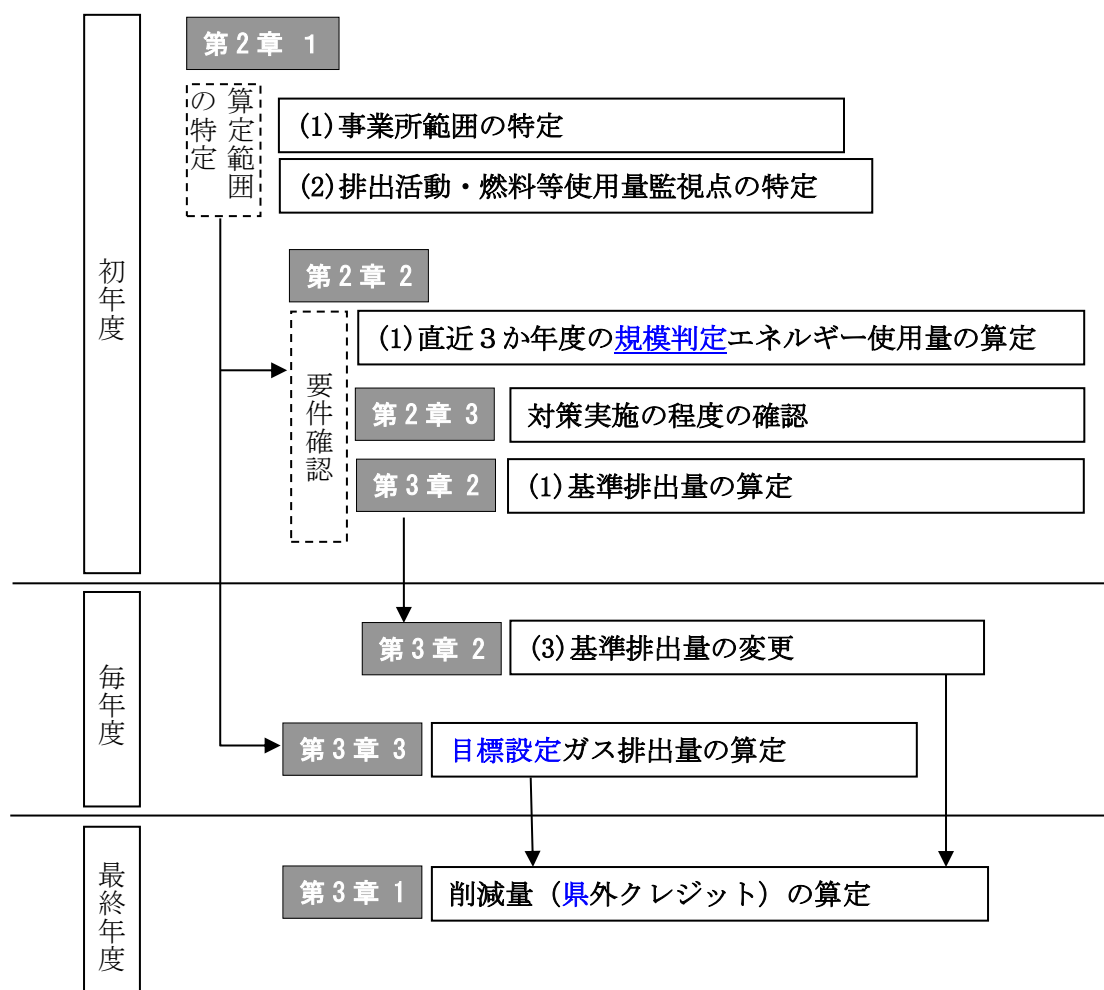 初年度
第2章 1
算定範囲
の特定
(1)事業所範囲の特定
(2)排出活動・燃料等使用量監視点の特定
第2章 2
要件確認
(1)直近３か年度の規模判定エネルギー使用量の算定
第2章 3
対策実施の程度の確認
第3章 2
(1)基準排出量の算定
毎年度
第3章 2
(3)基準排出量の変更
第3章 3
目標設定ガス排出量の算定
最終年度
第3章 1
削減量（県外クレジット）の算定